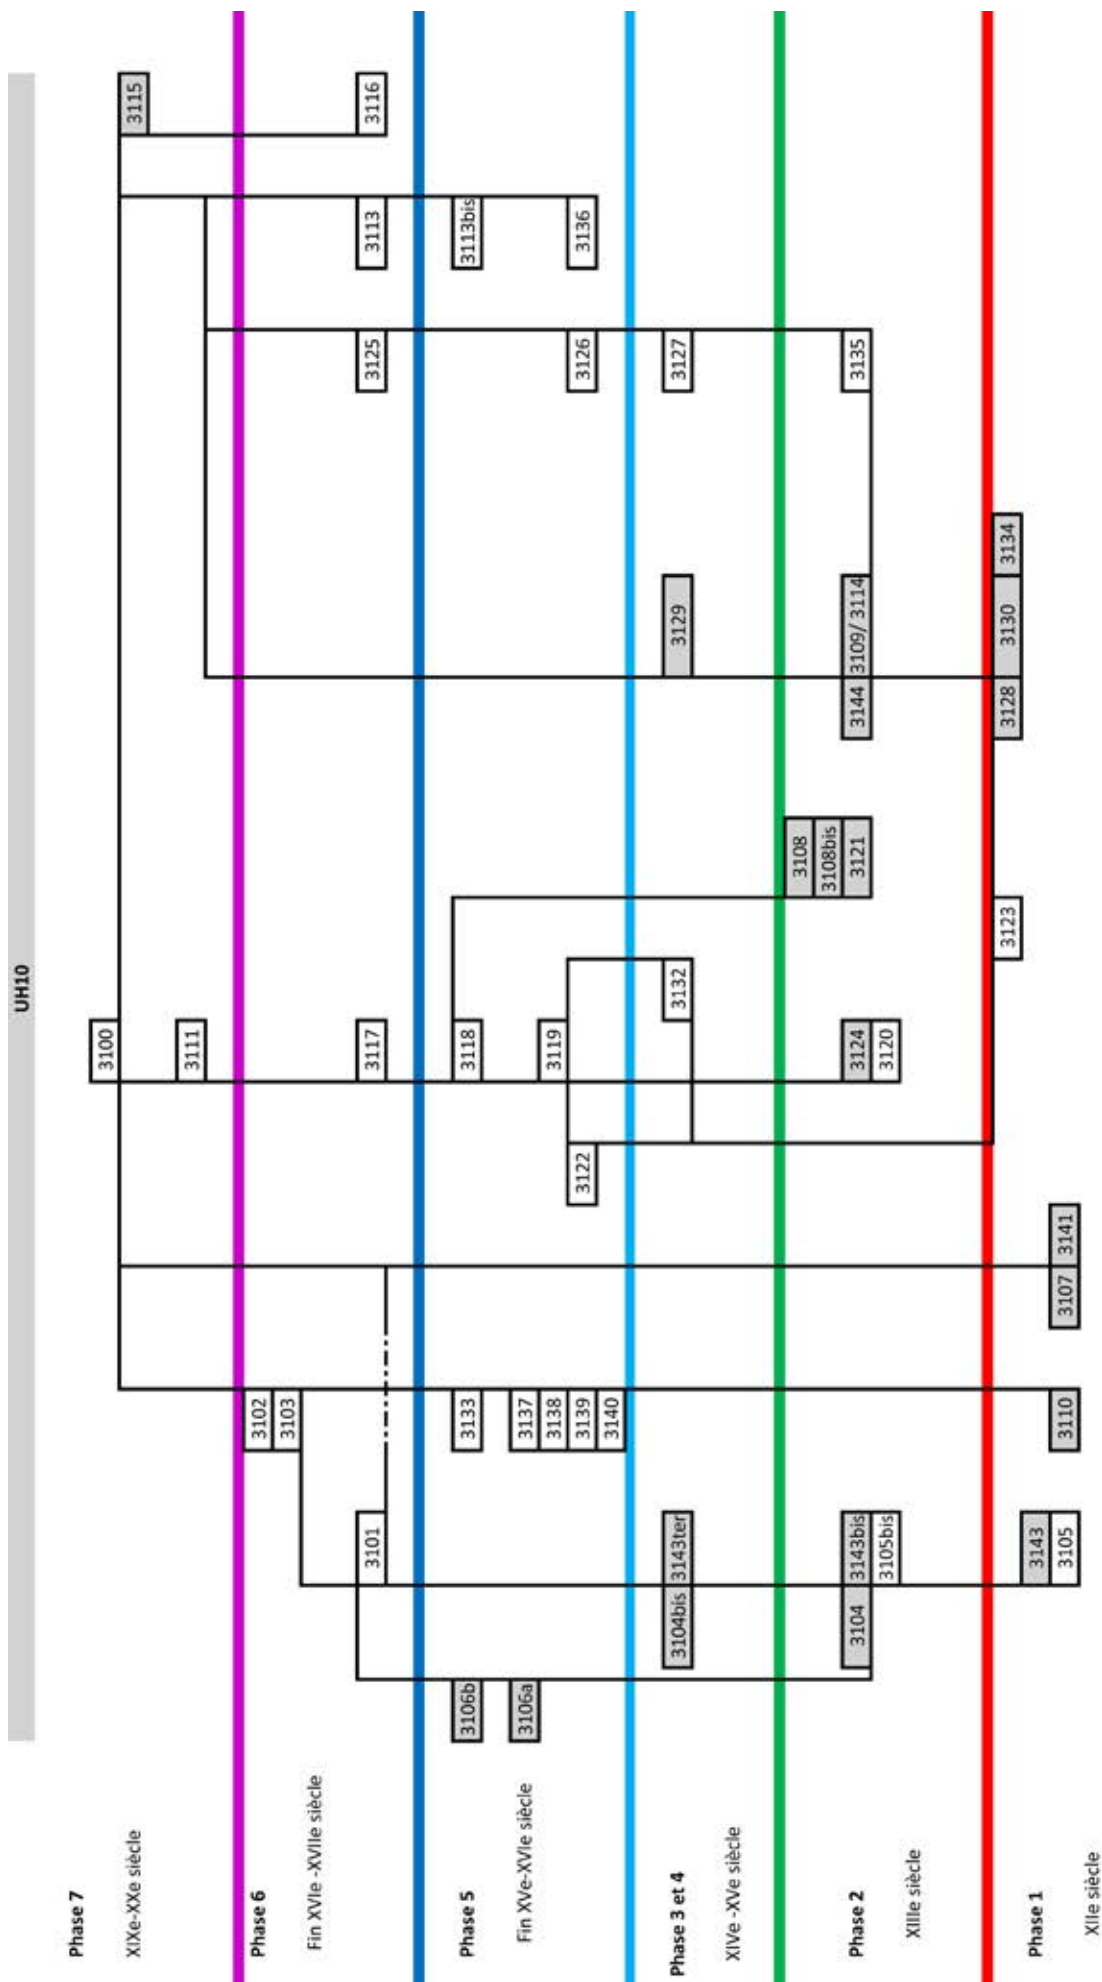 UH10
Phase 7
3100
XIXe-XXe siècle
3115
3111
Phase 6
3102
3103
Fin XVIe -XVIIe siècle
3101
3117
3125
3113
3116
Phase 5
3106b
3133
3118
3113bis
Fin XVe-XVIe siècle
3106a
3137
3138
3119
3139
3122
3126
3136
3140
Phase 3 et 4
3104bis
3143ter
3132
3129
3127
XIVe -XVe siècle
3108
3108bis
Phase 2
3104
3143bis
3124
3121
3144
3109/ 3114
3135
3105bis
3120
XIIIe siècle
3123
3128
3130
3134
Phase 1
3143
3105
3110
3107
3141
XIIe siècle